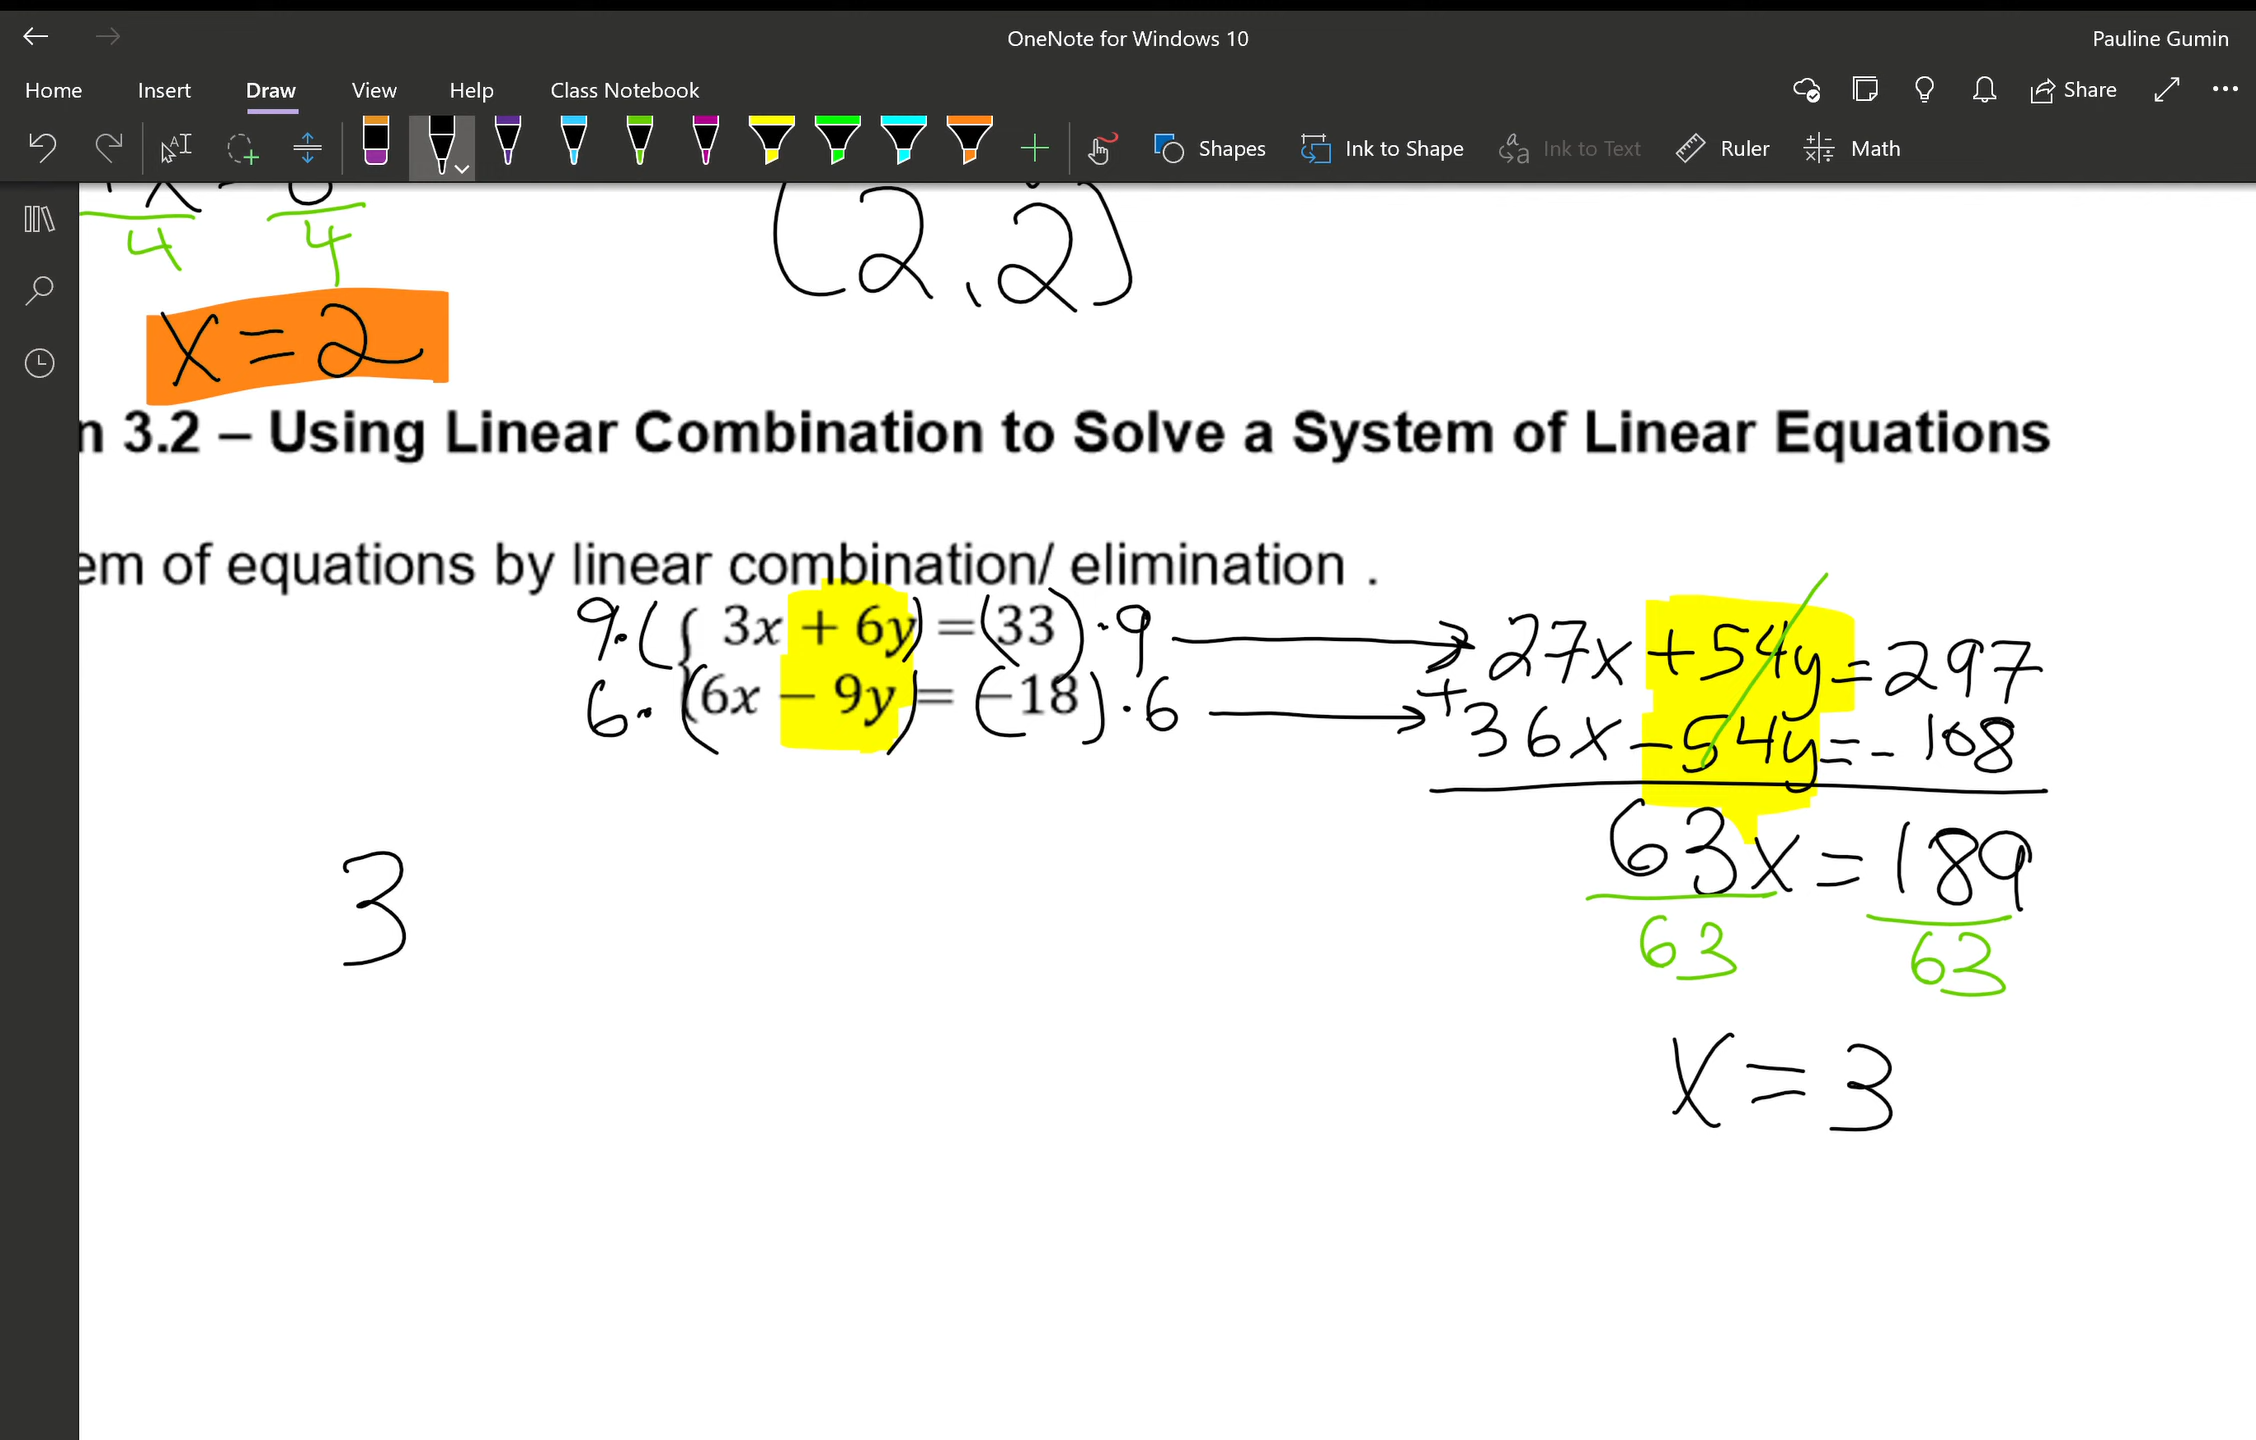 OneNote for Windows 10
Pauline Gumin
Home Insert Draw View Help Class Notebook Share
Shapes Ink to Shape Ink to Text Ruler Math
4 4
(2,2)
x=2
n 3.2 – Using Linear Combination to Solve a System of Linear Equations
em of equations by linear combination/ elimination .
9·( 3x + 6y) =(33)·9 27x+54y=297
6·(6x − 9y)= (−18)·6 +36x-54y=-108
63x=189
63 63
3
x=3